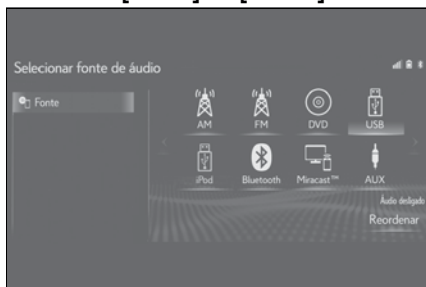 Selecionar fonte de áudio
Fonte
AM FM DVD USB
iPod Bluetooth Miracast™ AUX
Áudio desligado
Reordenar